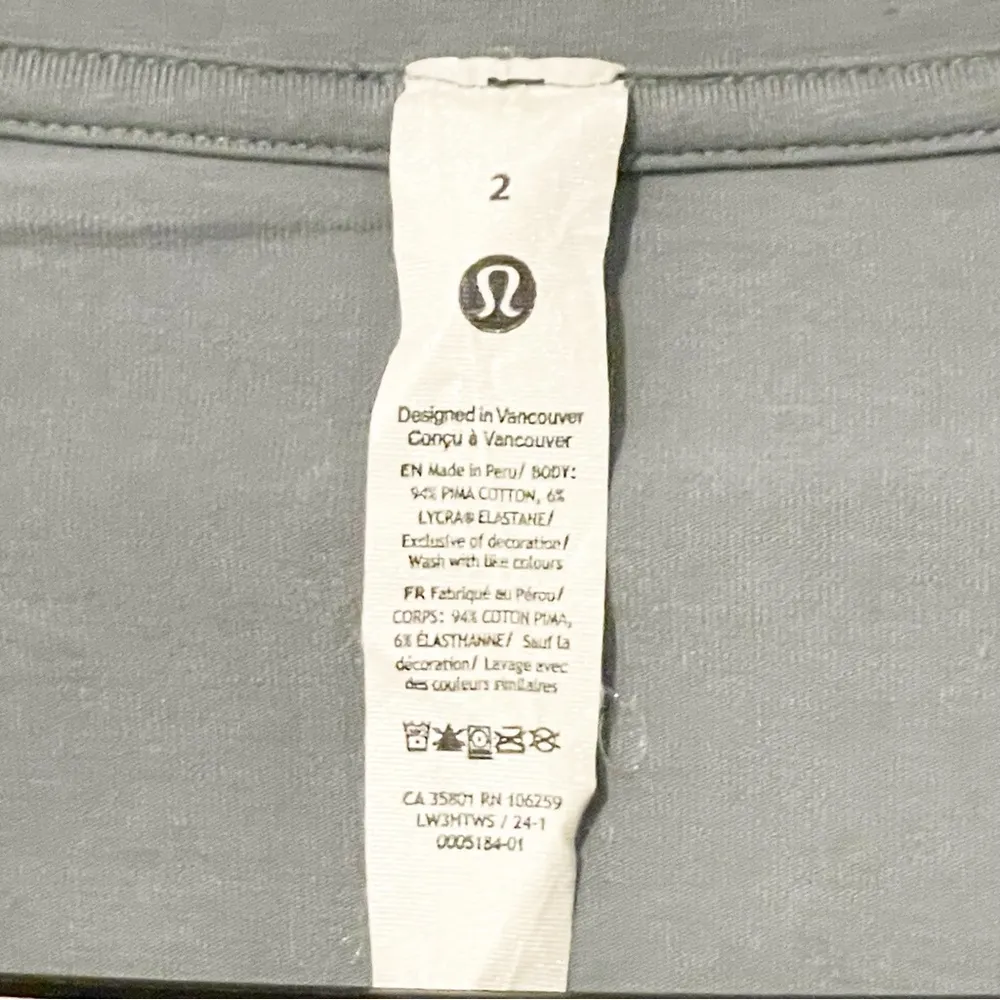 2
Designed in Vancouver
Conçu à Vancouver
EN Made in Peru/ BODY:
94% PIMA COTTON, 6%
LYCRA® ELASTANE/
Exclusive of decoration/
Wash with like colours
FR Fabriqué au Pérou/
CORPS: 94% COTON PIMA,
6% ÉLASTHANNE/ Sauf la
décoration/ Lavage avec
des couleurs similaires
CA 35801 RN 106259
LW3HTWS / 24-1
0005184-01